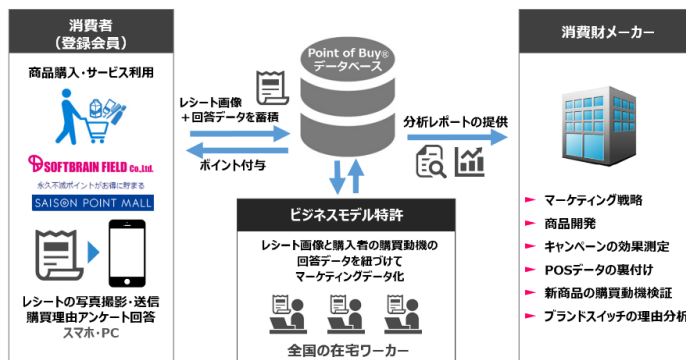 消費者
(登録会員)
商品購入・サービス利用
SOFTBRAIN FIELD Co.,Ltd.
永久不滅ポイントがお得に貯まる
SAISON POINT MALL
レシートの写真撮影・送信
購買理由アンケート回答
スマホ・PC
レシート画像
+回答データを蓄積
ポイント付与
Point of Buy®
データベース
分析レポートの提供
ビジネスモデル特許
レシート画像と購入者の購買動機の
回答データを紐づけて
マーケティングデータ化
全国の在宅ワーカー
消費財メーカー
マーケティング戦略
商品開発
キャンペーンの効果測定
POSデータの裏付け
新商品の購買動機検証
ブランドスイッチの理由分析